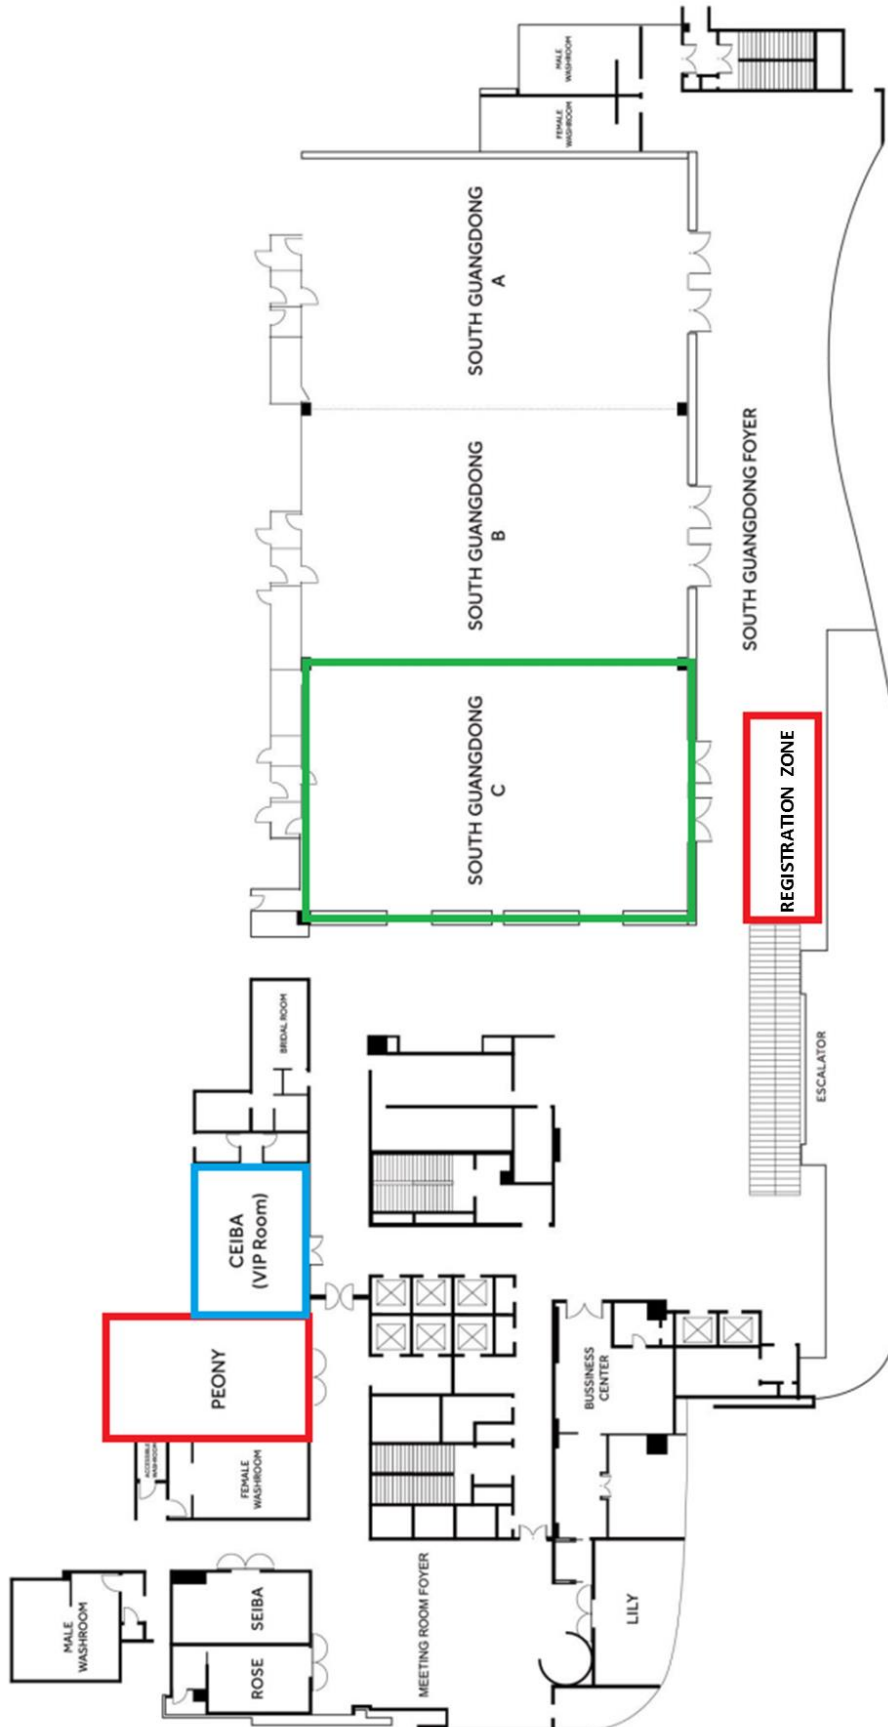 MALE
WASHROOM
FEMALE
WASHROOM
SOUTH GUANGDONG
A
SOUTH GUANGDONG
B
SOUTH GUANGDONG FOYER
SOUTH GUANGDONG
C
REGISTRATION ZONE
BRIDAL ROOM
ESCALATOR
CEIBA
(VIP Room)
PEONY
BUSSINESS
CENTER
ACCESSIBLE
WASHROOM
FEMALE
WASHROOM
MEETING ROOM FOYER
SEIBA
LILY
MALE
WASHROOM
ROSE